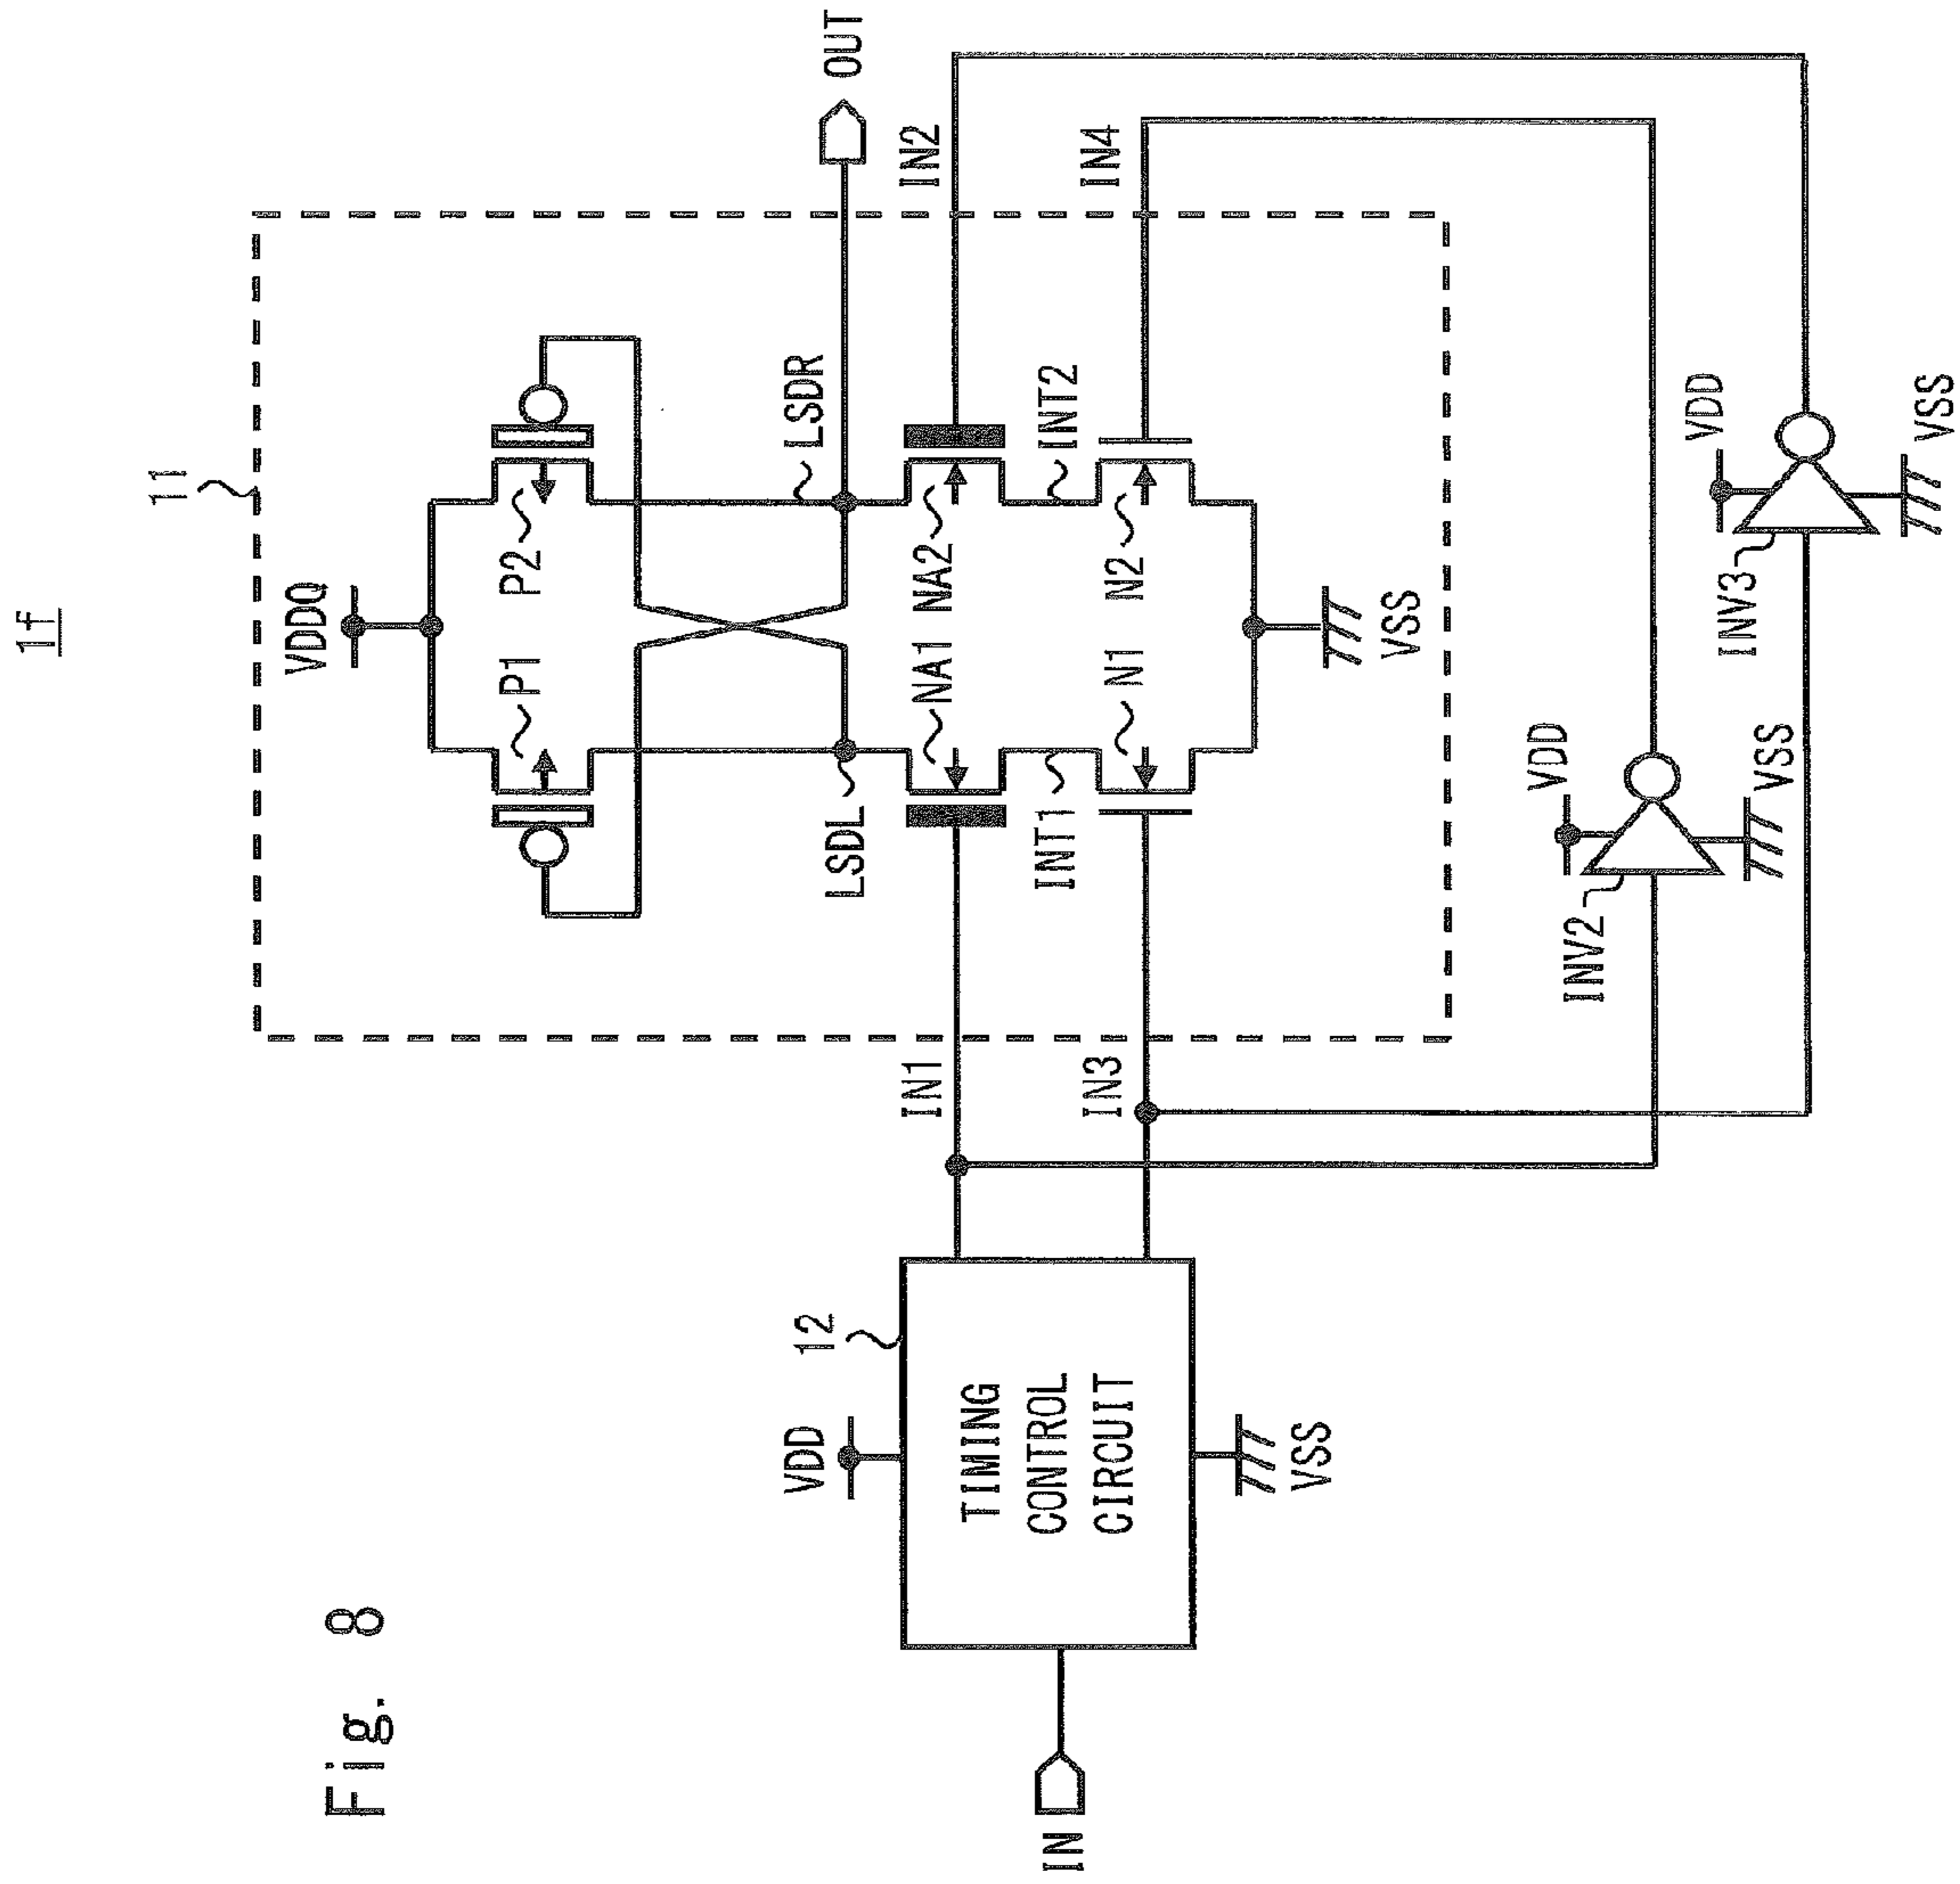 Fig. 8
1f
11
VDDQ
P1
P2
LSDL
LSDR
OUT
NA1
NA2
IN1
IN2
INT1
INT2
N1
N2
IN3
IN4
VSS
12
VDD
TIMING
CONTROL
CIRCUIT
VSS
IN
INV2
VDD
VSS
INV3
VDD
VSS